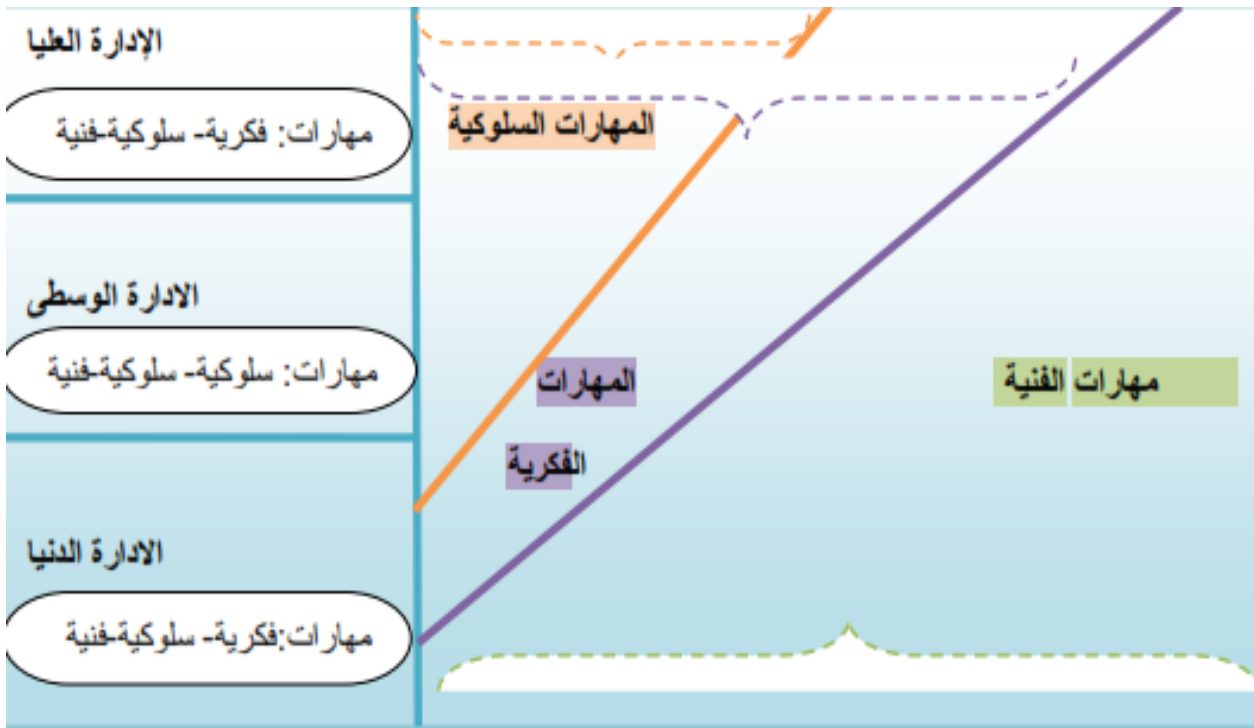 الإدارة العليا
مهارات: فكرية- سلوكية-فنية
المهارات السلوكية
الادارة الوسطى
مهارات: سلوكية- سلوكية-فنية
المهارات
الفكرية
مهارات الفنية
الادارة الدنيا
مهارات:فكرية- سلوكية-فنية